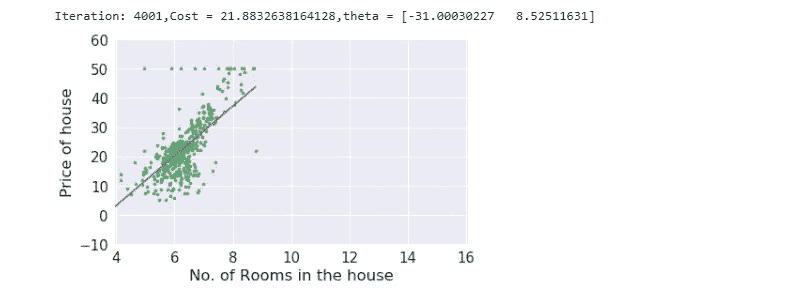 Iteration: 4001,Cost = 21.8832638164128,theta = [-31.00030227   8.52511631]
60
50
40
30
20
10
0
−10
Price of house
4 6 8 10 12 14 16
No. of Rooms in the house